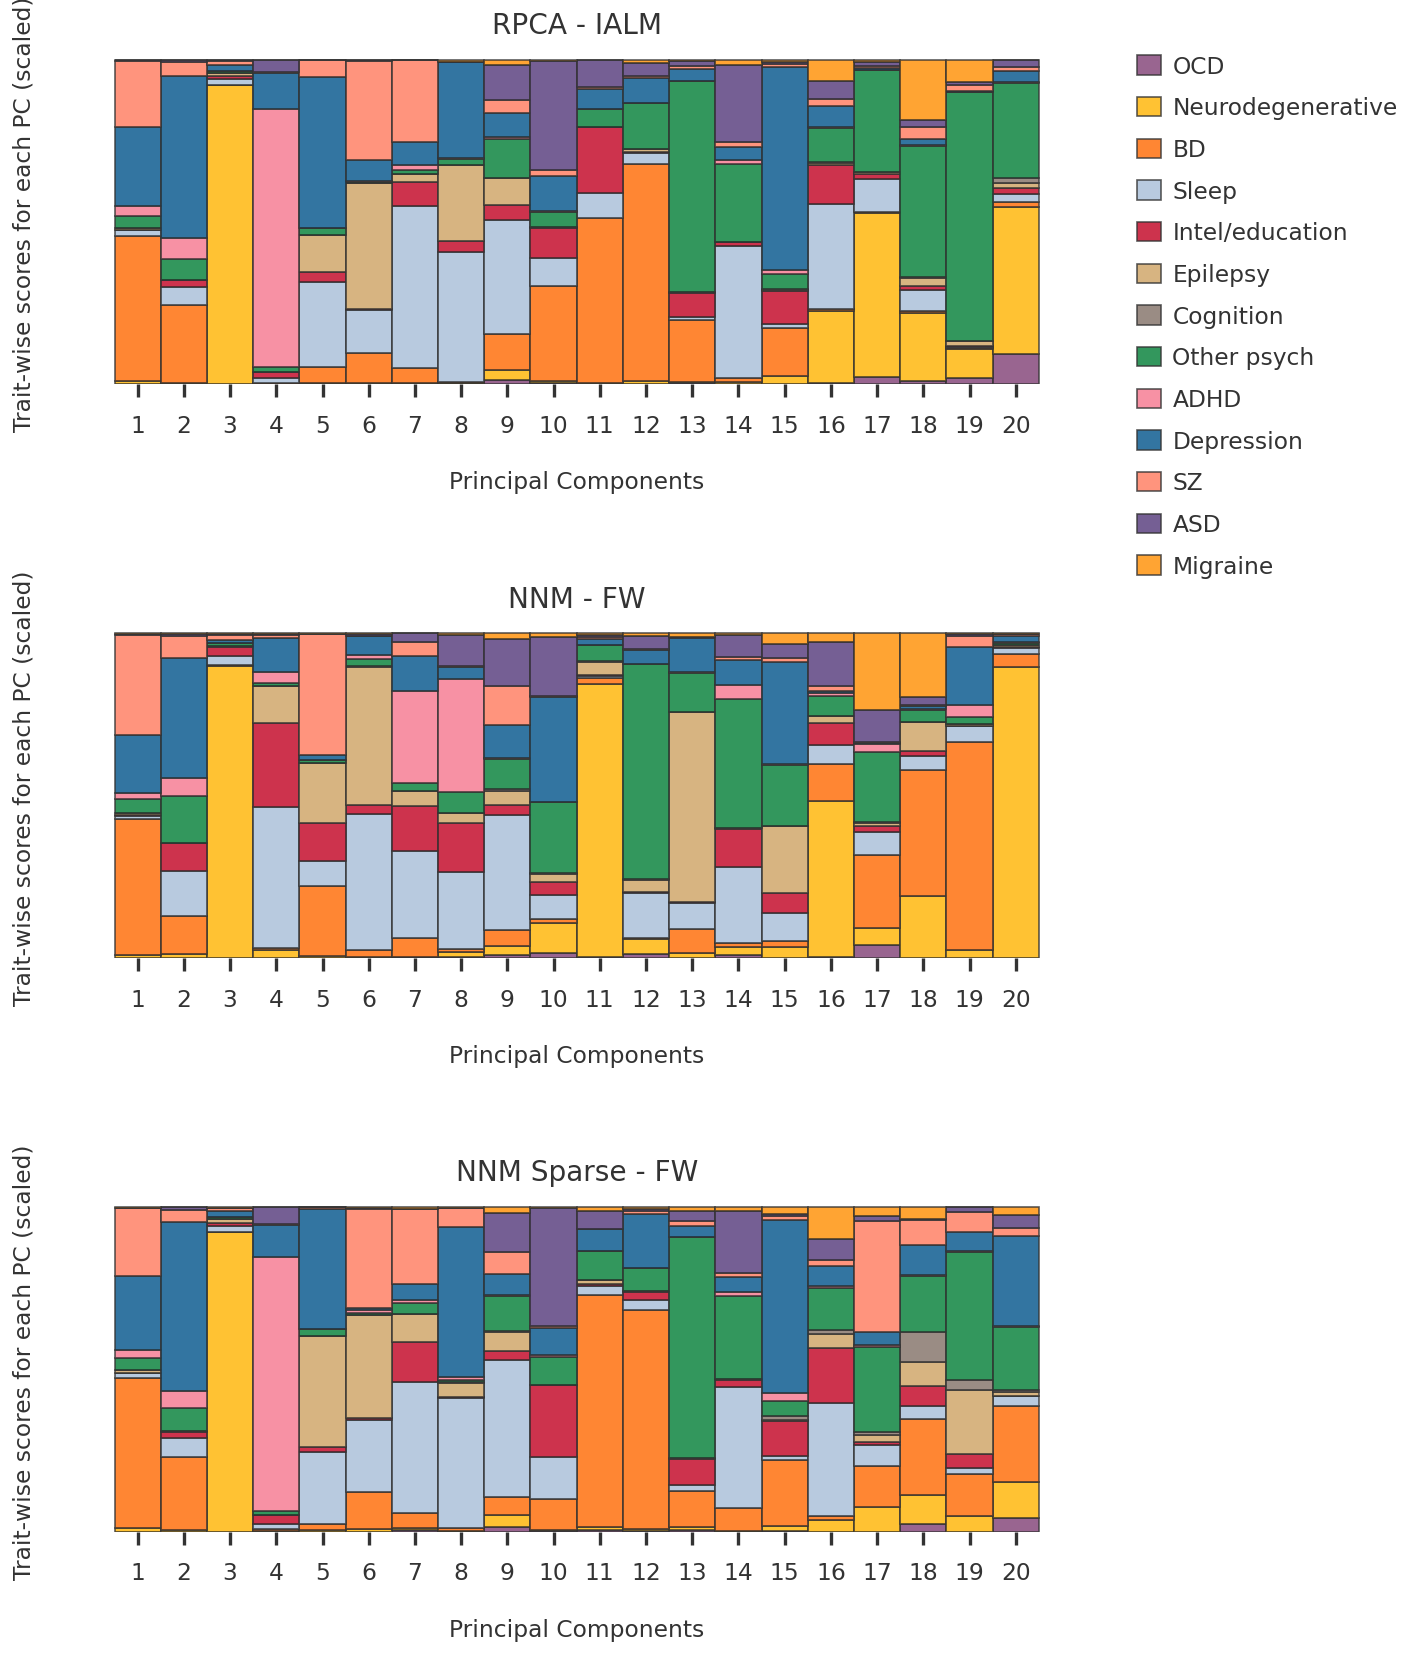 RPCA - IALM
Trait-wise scores for each PC (scaled)
1 2 3 4 5 6 7 8 9 10 11 12 13 14 15 16 17 18 19 20
Principal Components
OCD
Neurodegenerative
BD
Sleep
Intel/education
Epilepsy
Cognition
Other psych
ADHD
Depression
SZ
ASD
Migraine
NNM - FW
Trait-wise scores for each PC (scaled)
1 2 3 4 5 6 7 8 9 10 11 12 13 14 15 16 17 18 19 20
Principal Components
NNM Sparse - FW
Trait-wise scores for each PC (scaled)
1 2 3 4 5 6 7 8 9 10 11 12 13 14 15 16 17 18 19 20
Principal Components